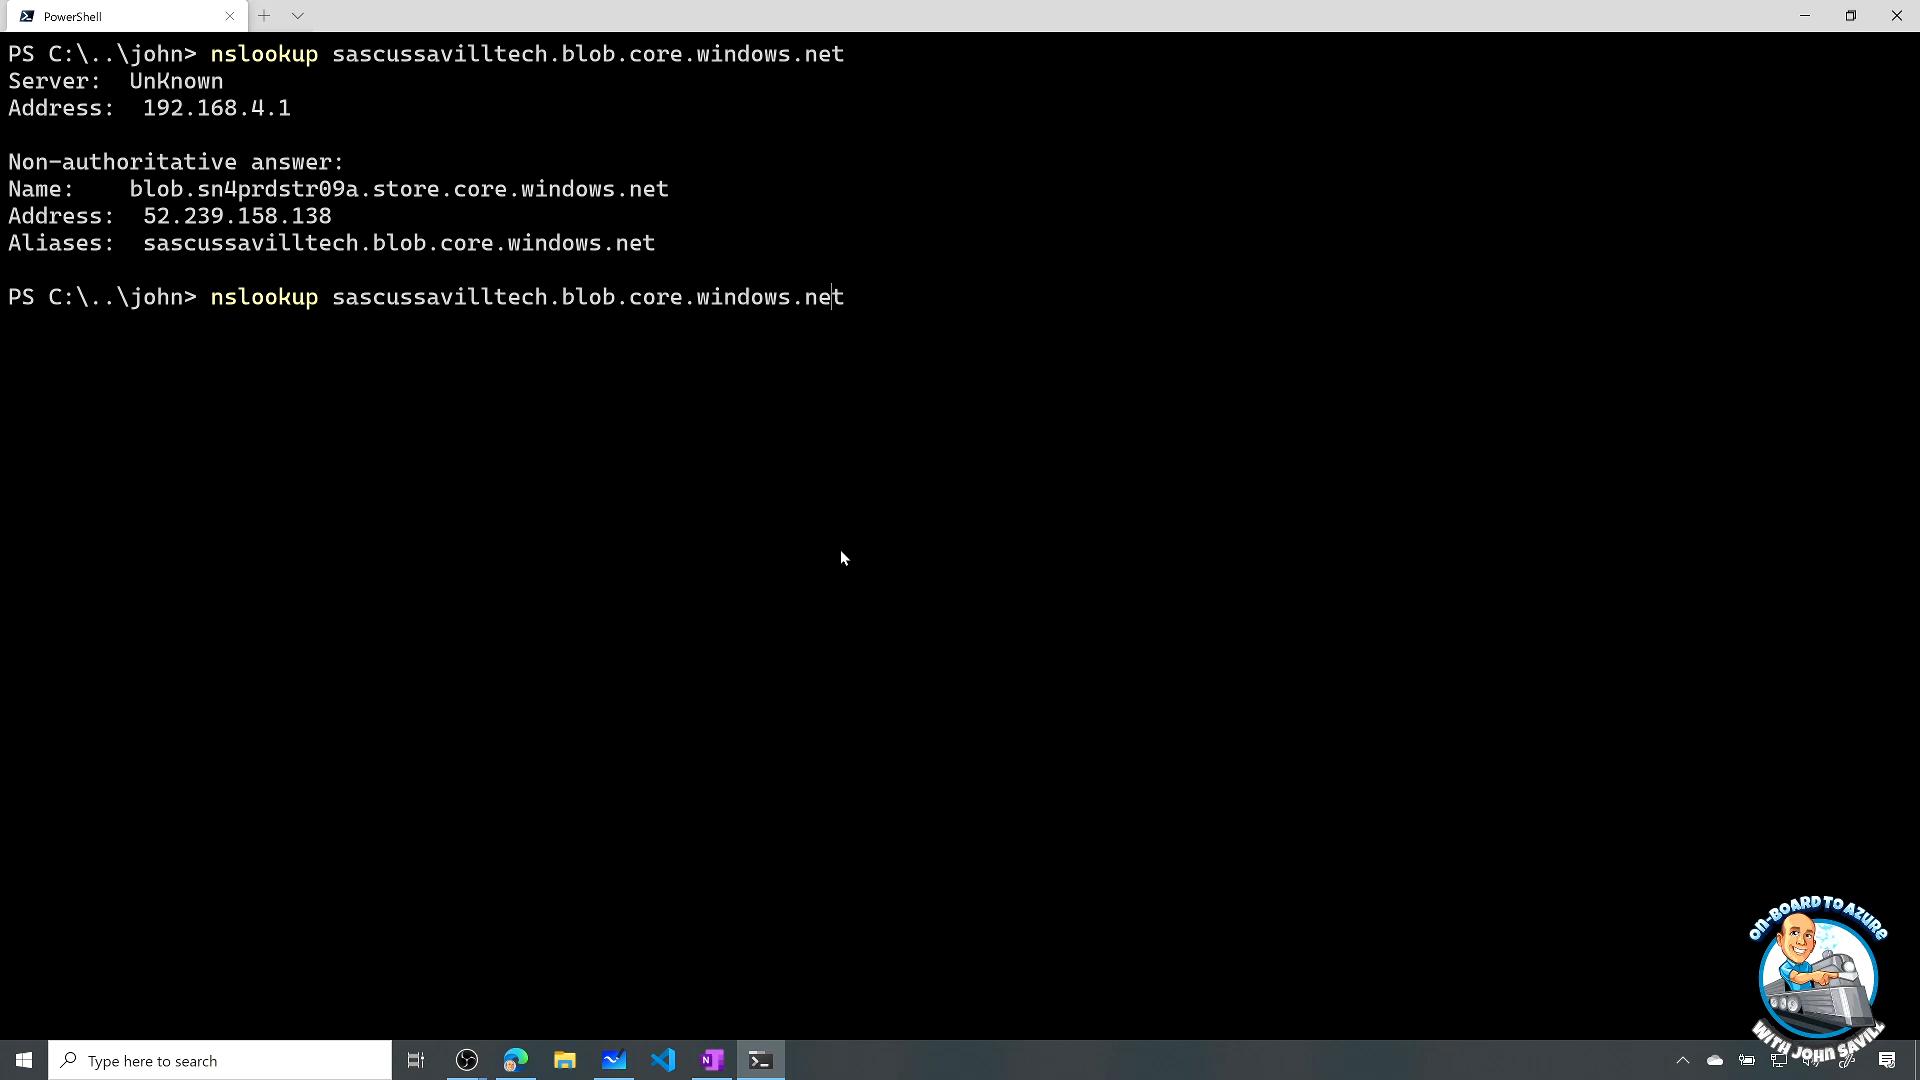 PowerShell
PS C:\..\john> nslookup sascussavilltech.blob.core.windows.net
Server:  UnKnown
Address:  192.168.4.1
Non-authoritative answer:
Name:    blob.sn4prdstr09a.store.core.windows.net
Address:  52.239.158.138
Aliases:  sascussavilltech.blob.core.windows.net
PS C:\..\john> nslookup sascussavilltech.blob.core.windows.net
ON-BOARD TO AZURE
WITH JOHN SAVILL
Type here to search